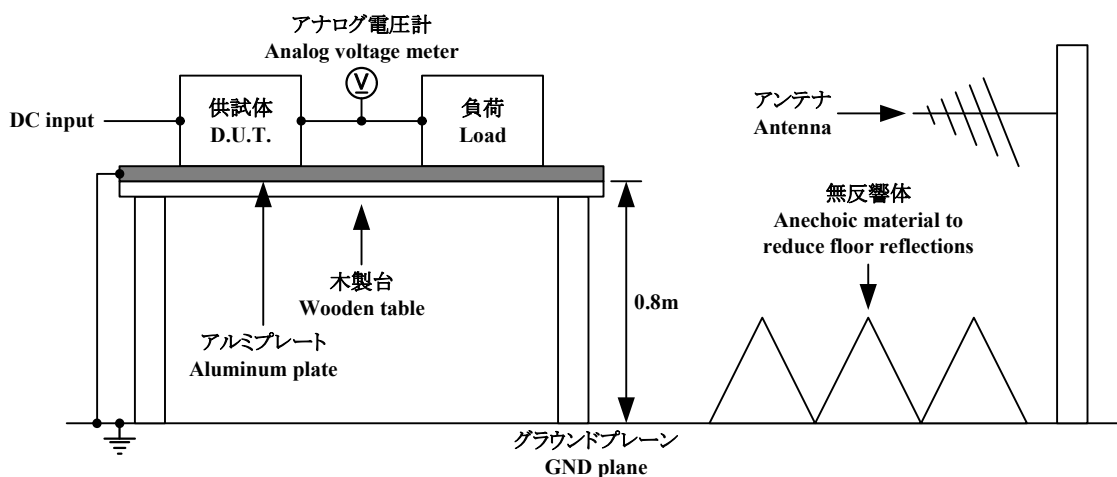 アナログ電圧計
Analog voltage meter
V
供試体
D.U.T.
負荷
Load
DC input
アンテナ
Antenna
無反響体
Anechoic material to
reduce floor reflections
木製台
Wooden table
0.8m
アルミプレート
Aluminum plate
グラウンドプレーン
GND plane